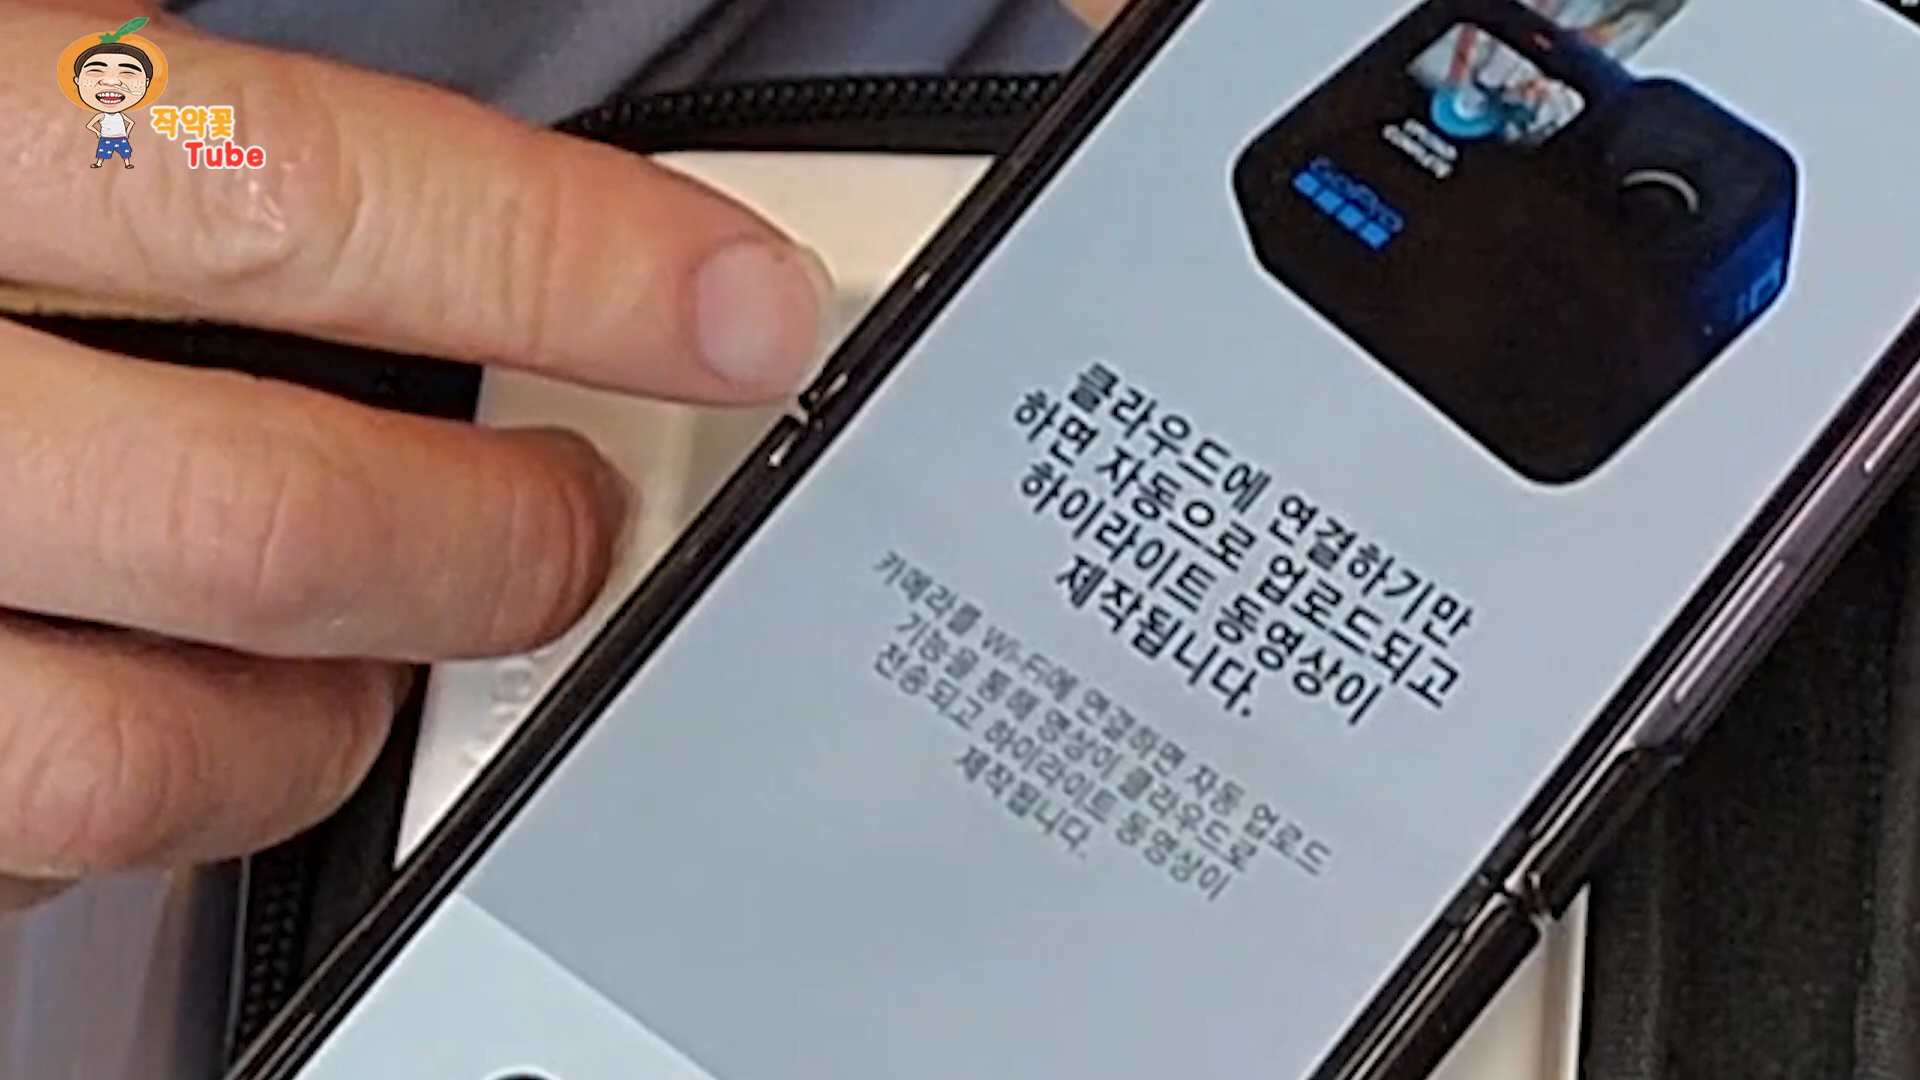 작약꽃
Tube
GoPro
클라우드에 연결하기만
하면 자동으로 업로드되고
하이라이트 동영상이
제작됩니다.
카메라를 Wi-Fi에 연결하면 자동 업로드
기능을 통해 영상이 클라우드로
전송되고 하이라이트 동영상이
제작됩니다.